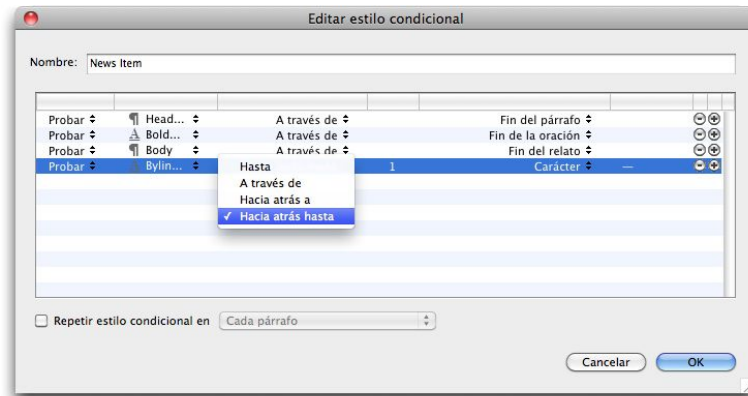 Editar estilo condicional
Nombre: News Item
Probar ¶ Head... A través de Fin del párrafo
Probar A Bold... A través de Fin de la oración
Probar ¶ Body A través de Fin del relato
Probar A Bylin... 1 Carácter —
Hasta
A través de
Hacia atrás a
✓ Hacia atrás hasta
Repetir estilo condicional en Cada párrafo
Cancelar OK